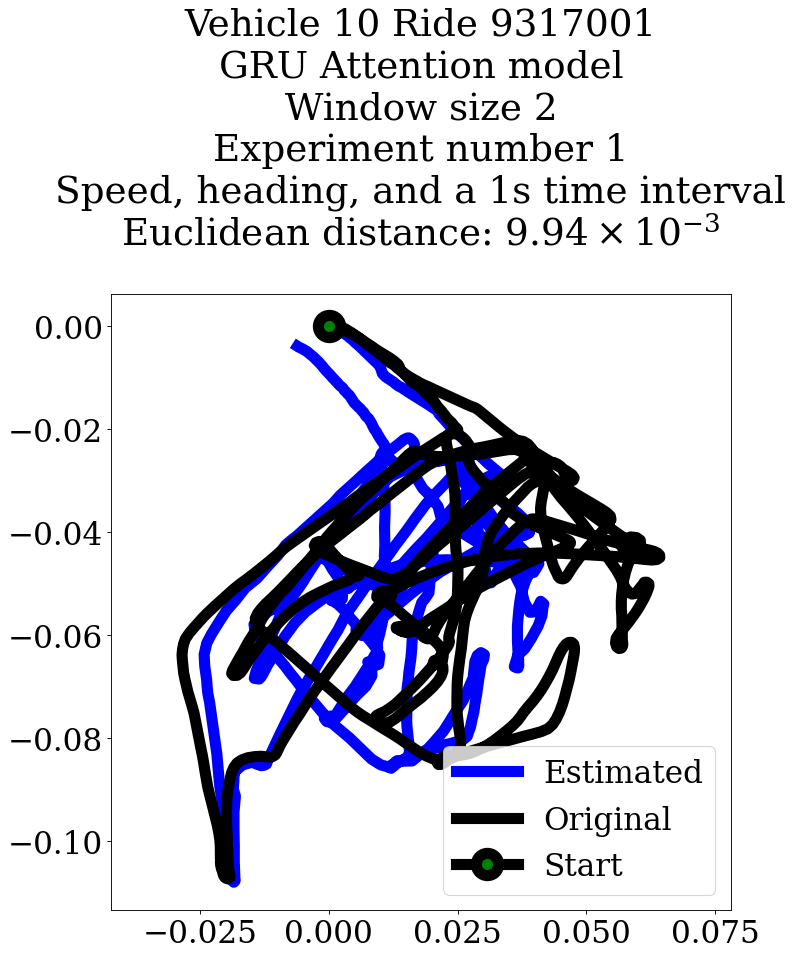 Vehicle 10 Ride 9317001
GRU Attention model
Window size 2
Experiment number 1
Speed, heading, and a 1s time interval
Euclidean distance: 9.94 × 10⁻³
0.00
−0.02
−0.04
−0.06
−0.08
−0.10
Estimated
Original
Start
−0.025 0.000 0.025 0.050 0.075